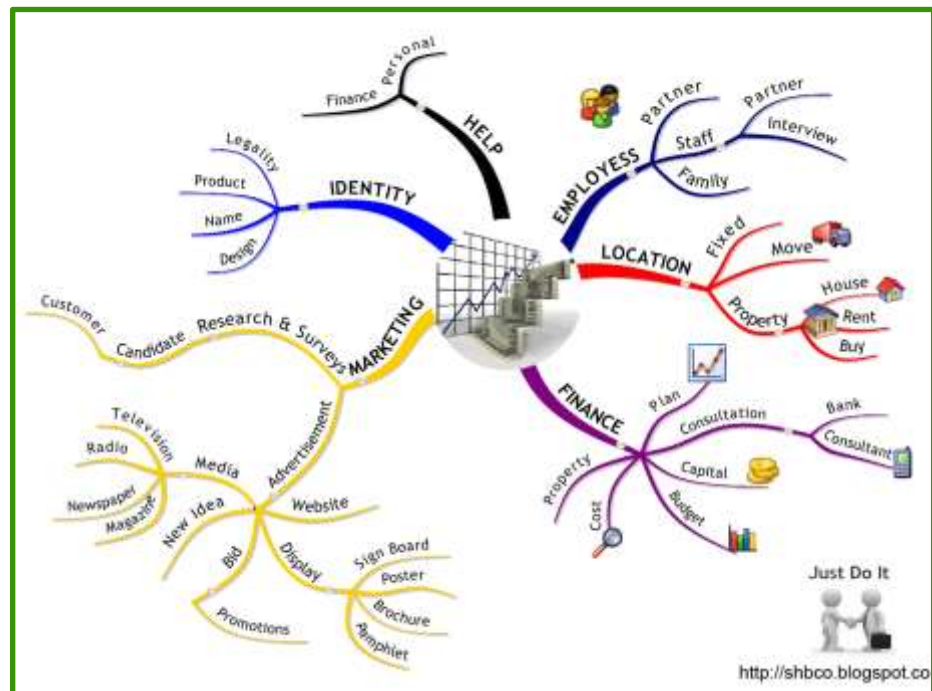 HELP
Personal
Finance
IDENTITY
Legality
Product
Name
Design
EMPLOYESS
Partner
Staff
Partner
Interview
Family
LOCATION
Fixed
Move
Property
House
Rent
Buy
MARKETING
Research & Surveys
Candidate
Customer
Advertisement
Media
Television
Radio
Newspaper
Magazine
New Idea
Bid
Promotions
Display
Sign Board
Poster
Brochure
Pamphlet
Website
FINANCE
Plan
Consultation
Bank
Consultant
Capital
Budget
Cost
Property
Just Do It
http://shbco.blogspot.co